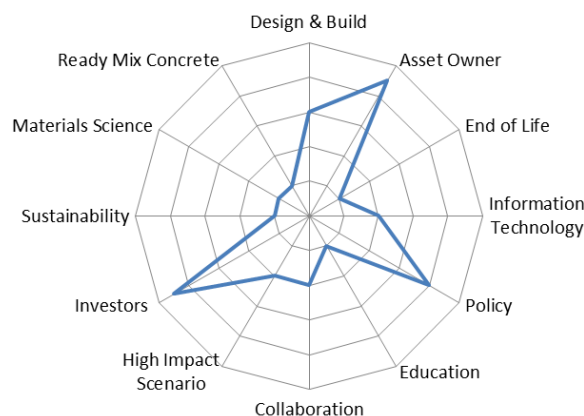 Design & Build
Asset Owner
End of Life
Information
Technology
Policy
Education
Collaboration
High Impact
Scenario
Investors
Sustainability
Materials Science
Ready Mix Concrete